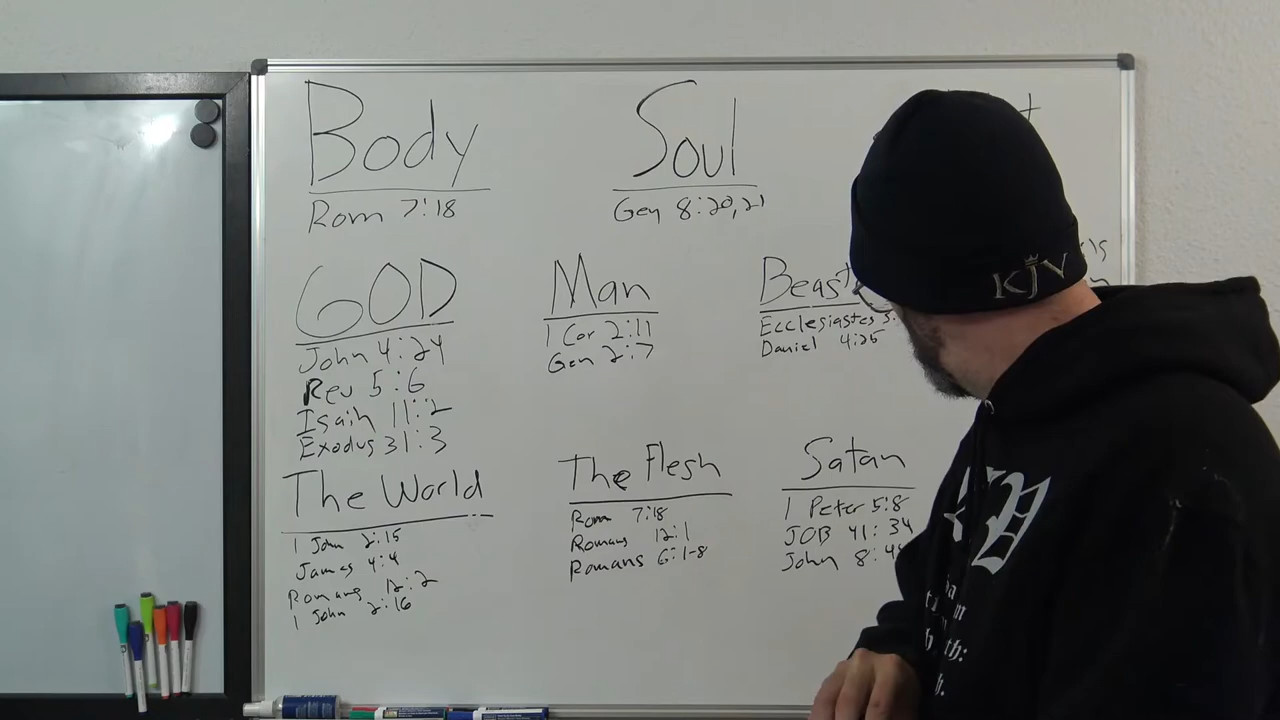 Body
Rom 7:18
Soul
Gen 8:20,21
GOD
John 4:24
Rev 5:6
Isaih 11:2
Exodus 31:3
Man
1 Cor 2:11
Gen 2:7
Beast
Ecclesiastes 3:
Daniel 4:25
The World
1 John 2:15
James 4:4
Romans 12:2
1 John 2:16
The Flesh
Rom 7:18
Romans 12:1
Romans 6:1-8
Satan
1 Peter 5:8
JOB 41:34
John 8:44
KJV